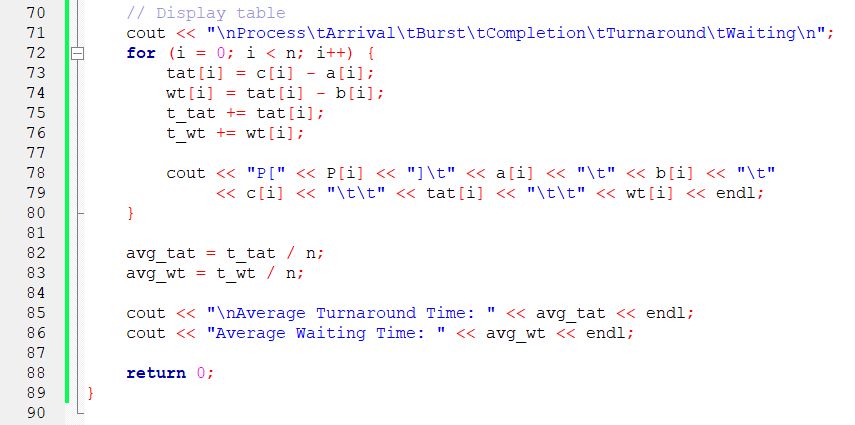 70     // Display table
71     cout << "\nProcess\tArrival\tBurst\tCompletion\tTurnaround\tWaiting\n";
72     for (i = 0; i < n; i++) {
73         tat[i] = c[i] - a[i];
74         wt[i] = tat[i] - b[i];
75         t_tat += tat[i];
76         t_wt += wt[i];
77
78         cout << "P[" << P[i] << "]\t" << a[i] << "\t" << b[i] << "\t"
79              << c[i] << "\t\t" << tat[i] << "\t\t" << wt[i] << endl;
80     }
81
82     avg_tat = t_tat / n;
83     avg_wt = t_wt / n;
84
85     cout << "\nAverage Turnaround Time: " << avg_tat << endl;
86     cout << "Average Waiting Time: " << avg_wt << endl;
87
88     return 0;
89 }
90